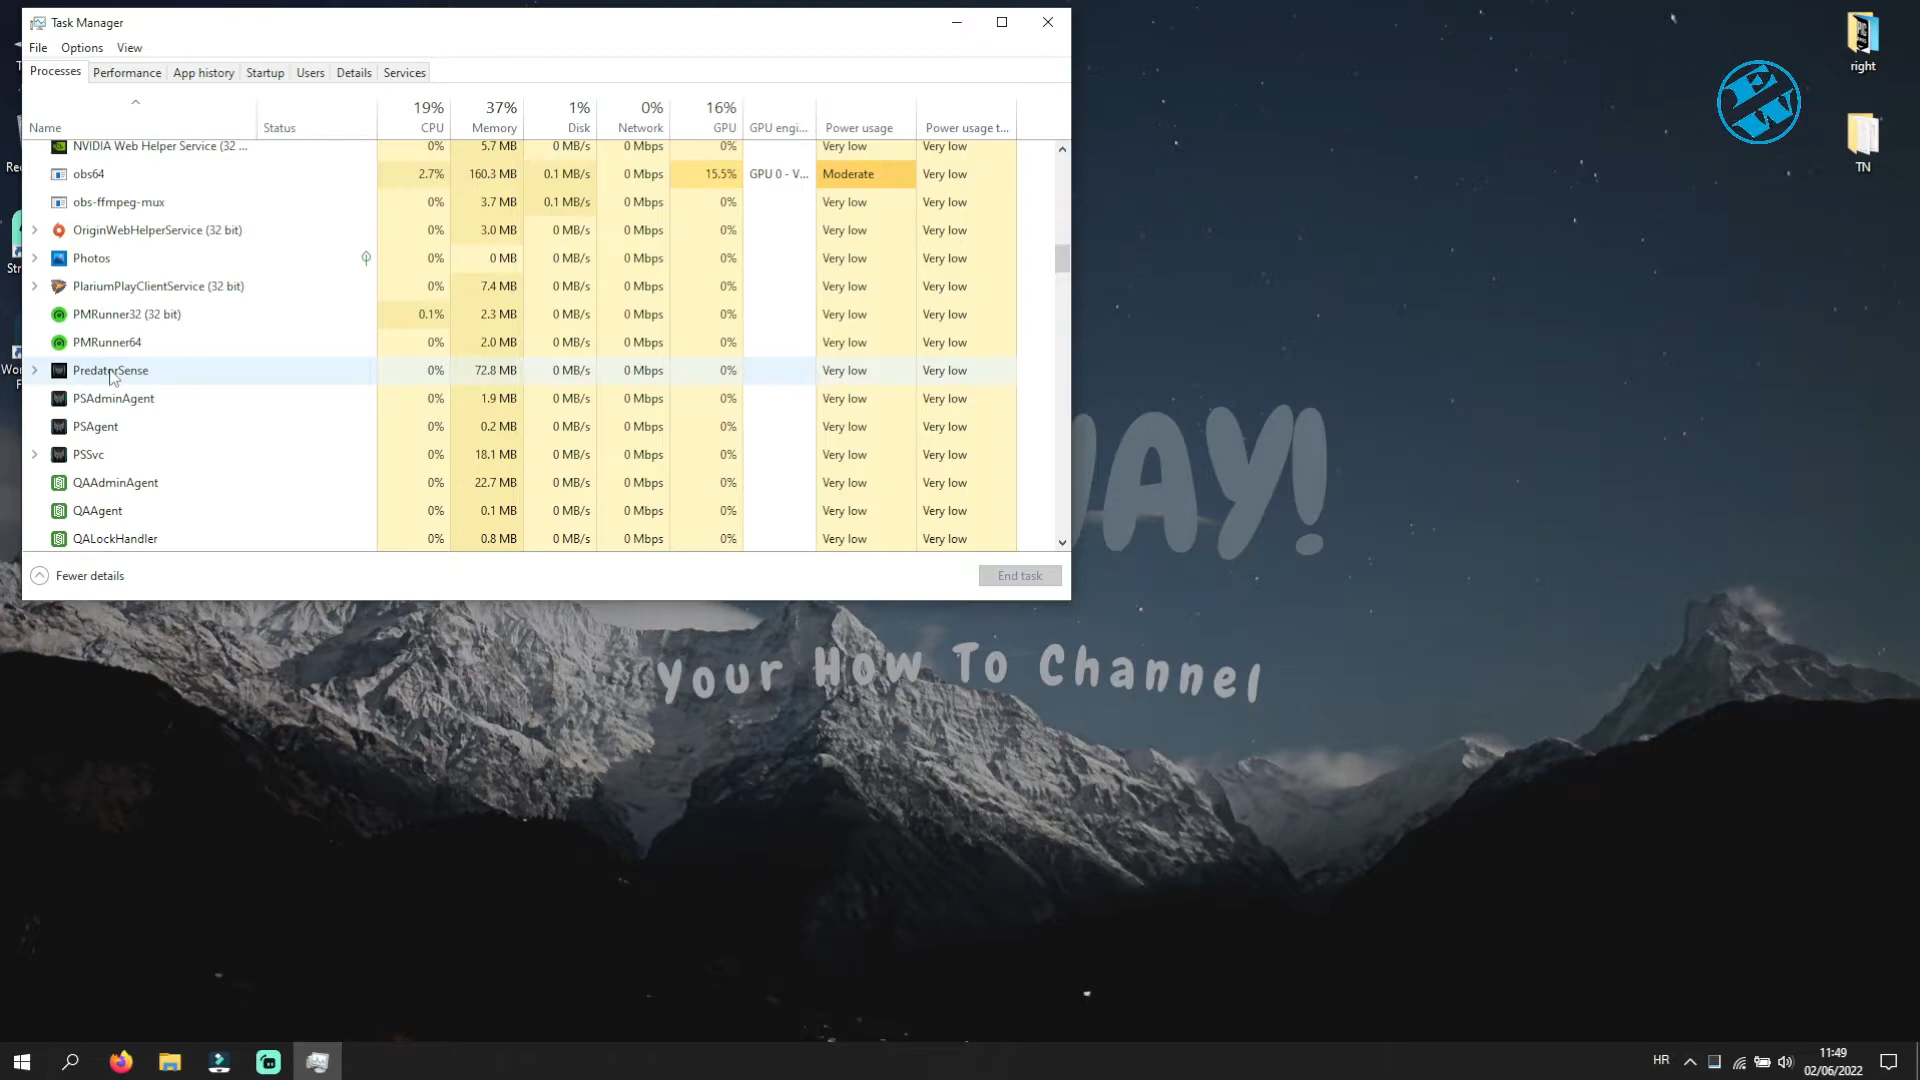 Task Manager
File Options View
Processes Performance App history Startup Users Details Services
19% 37% 1% 0% 16%
Name Status CPU Memory Disk Network GPU GPU engi... Power usage Power usage t...
NVIDIA Web Helper Service (32 ... 0% 5.7 MB 0 MB/s 0 Mbps 0% Very low Very low
obs64 2.7% 160.3 MB 0.1 MB/s 0 Mbps 15.5% GPU 0 - V... Moderate Very low
obs-ffmpeg-mux 0% 3.7 MB 0.1 MB/s 0 Mbps 0% Very low Very low
OriginWebHelperService (32 bit) 0% 3.0 MB 0 MB/s 0 Mbps 0% Very low Very low
Photos 0% 0 MB 0 MB/s 0 Mbps 0% Very low Very low
PlariumPlayClientService (32 bit) 0% 7.4 MB 0 MB/s 0 Mbps 0% Very low Very low
PMRunner32 (32 bit) 0.1% 2.3 MB 0 MB/s 0 Mbps 0% Very low Very low
PMRunner64 0% 2.0 MB 0 MB/s 0 Mbps 0% Very low Very low
PredatorSense 0% 72.8 MB 0 MB/s 0 Mbps 0% Very low Very low
PSAdminAgent 0% 1.9 MB 0 MB/s 0 Mbps 0% Very low Very low
PSAgent 0% 0.2 MB 0 MB/s 0 Mbps 0% Very low Very low
PSSvc 0% 18.1 MB 0 MB/s 0 Mbps 0% Very low Very low
QAAdminAgent 0% 22.7 MB 0 MB/s 0 Mbps 0% Very low Very low
QAAgent 0% 0.1 MB 0 MB/s 0 Mbps 0% Very low Very low
QALockHandler 0% 0.8 MB 0 MB/s 0 Mbps 0% Very low Very low
Fewer details End task
right
TN
AY!
Your How To Channel
HR
11:49
02/06/2022